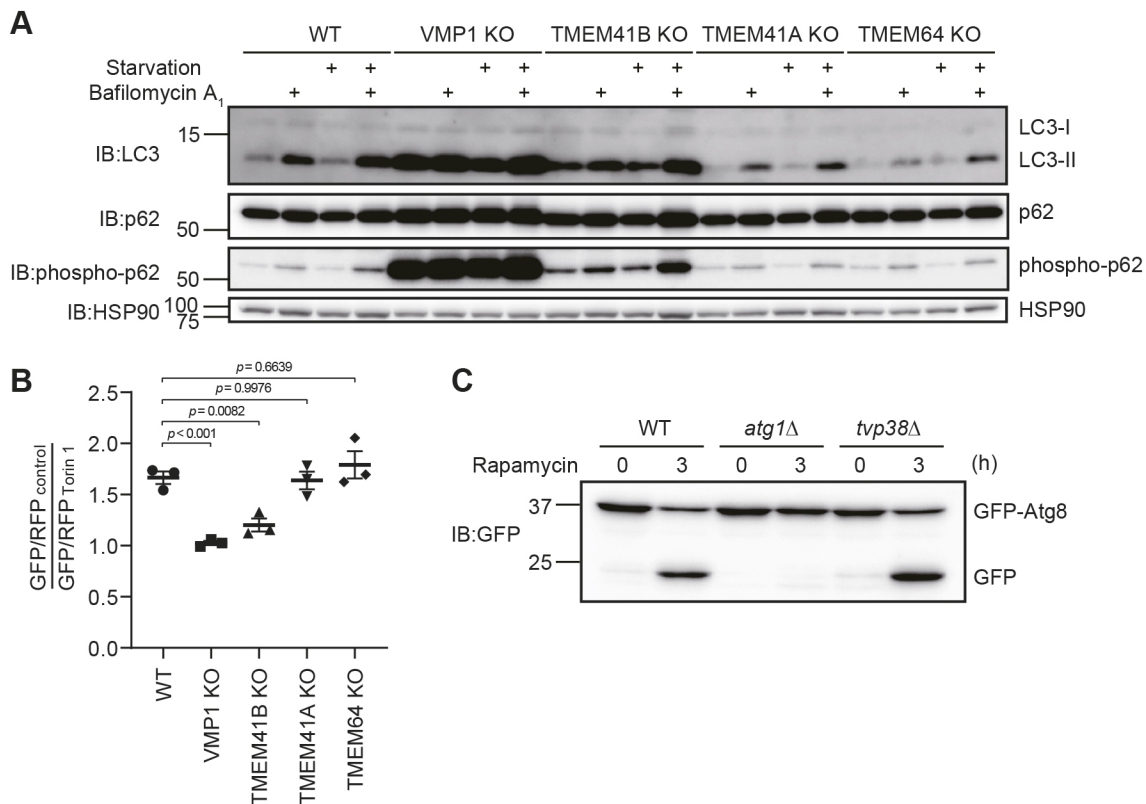 A
WT VMP1 KO TMEM41B KO TMEM41A KO TMEM64 KO
Starvation + + + + + + + + + +
Bafilomycin A1 + + + + + + + + + +
15
LC3-I
IB:LC3
LC3-II
IB:p62
p62
50
IB:phospho-p62
phospho-p62
50
IB:HSP90
100
75
HSP90
B
p = 0.6639
p = 0.9976
p = 0.0082
p < 0.001
2.5
2.0
1.5
1.0
0.5
0.0
GFP/RFP control
GFP/RFP Torin 1
WT
VMP1 KO
TMEM41B KO
TMEM41A KO
TMEM64 KO
C
WT atg1Δ tvp38Δ
Rapamycin 0 3 0 3 0 3 (h)
37
GFP-Atg8
IB:GFP
25
GFP